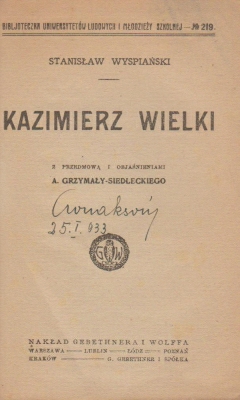 BIBLJOTECZKA UNIWERSYTETÓW LUDOWYCH I MŁODZIEŻY SZKOLNEJ — № 219.
STANISŁAW WYSPIAŃSKI
KAZIMIERZ WIELKI
Z PRZEDMOWĄ I OBJAŚNIENIAMI
A. GRZYMAŁY-SIEDLECKIEGO
25.I.933
G W
NAKŁAD GEBETHNERA I WOLFFA
WARSZAWA — LUBLIN — ŁÓDŹ — POZNAŃ
KRAKÓW — G. GEBETHNER I SPÓŁKA